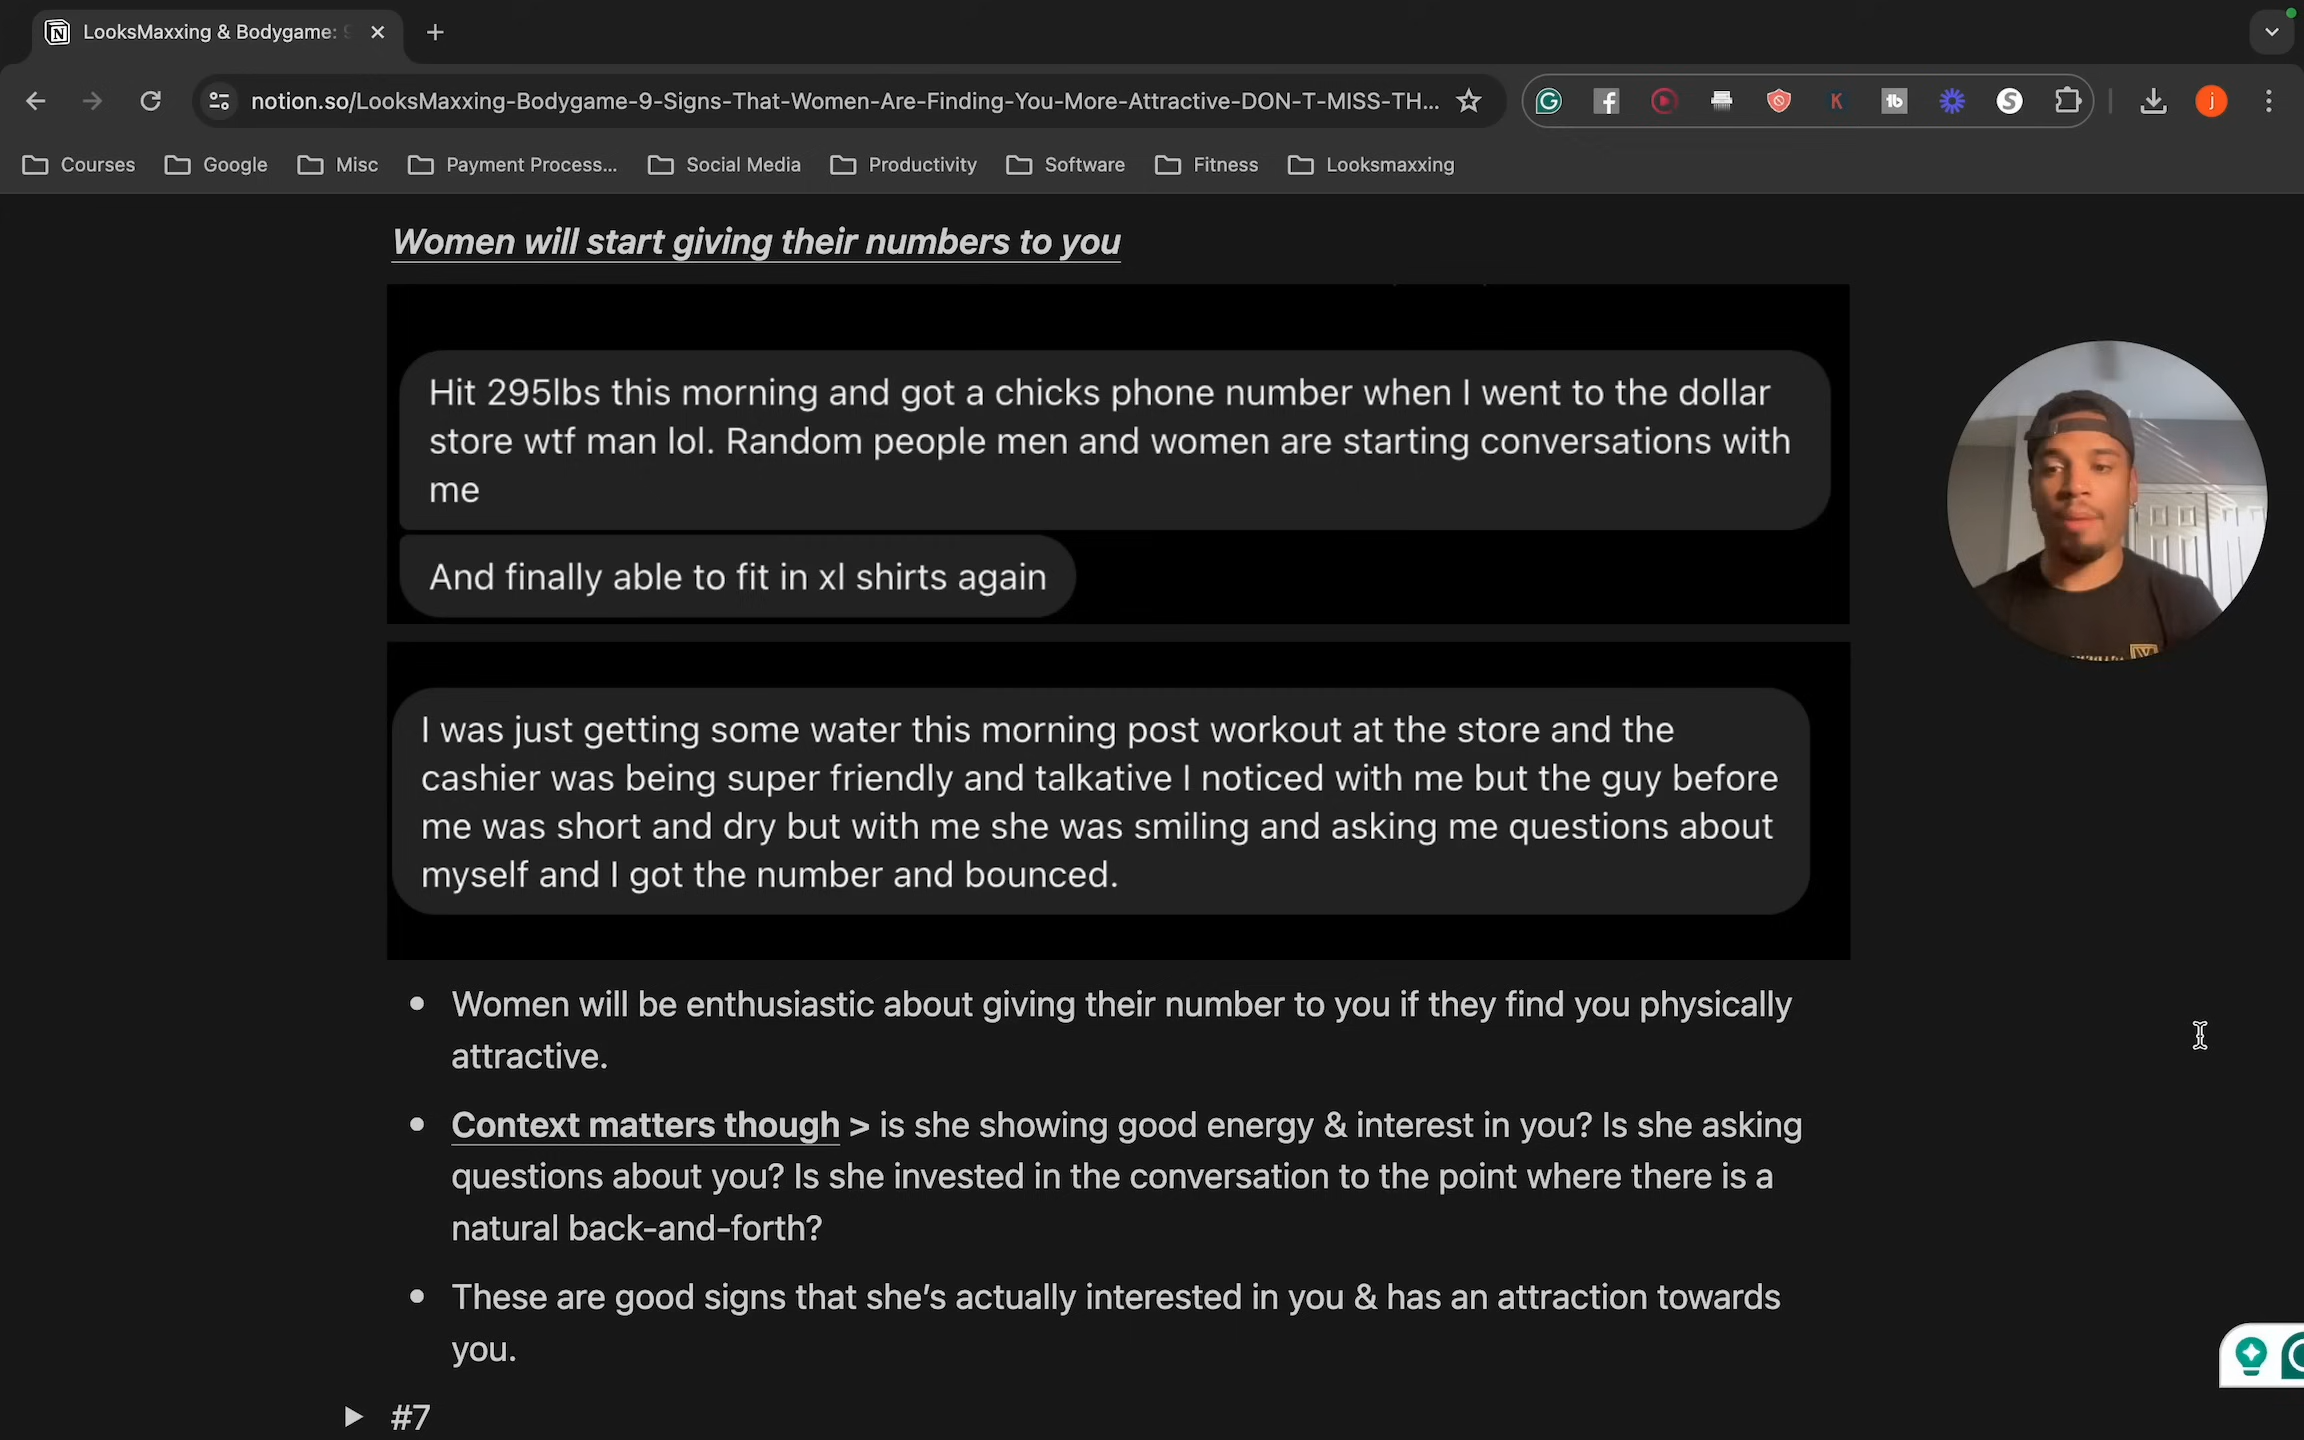 LooksMaxxing & Bodygame:
notion.so/LooksMaxxing-Bodygame-9-Signs-That-Women-Are-Finding-You-More-Attractive-DON-T-MISS-TH...
Courses Google Misc Payment Process... Social Media Productivity Software Fitness Looksmaxxing
Women will start giving their numbers to you
Hit 295lbs this morning and got a chicks phone number when I went to the dollar
store wtf man lol. Random people men and women are starting conversations with
me
And finally able to fit in xl shirts again
I was just getting some water this morning post workout at the store and the
cashier was being super friendly and talkative I noticed with me but the guy before
me was short and dry but with me she was smiling and asking me questions about
myself and I got the number and bounced.
• Women will be enthusiastic about giving their number to you if they find you physically
attractive.
• Context matters though > is she showing good energy & interest in you? Is she asking
questions about you? Is she invested in the conversation to the point where there is a
natural back-and-forth?
• These are good signs that she's actually interested in you & has an attraction towards
you.
#7